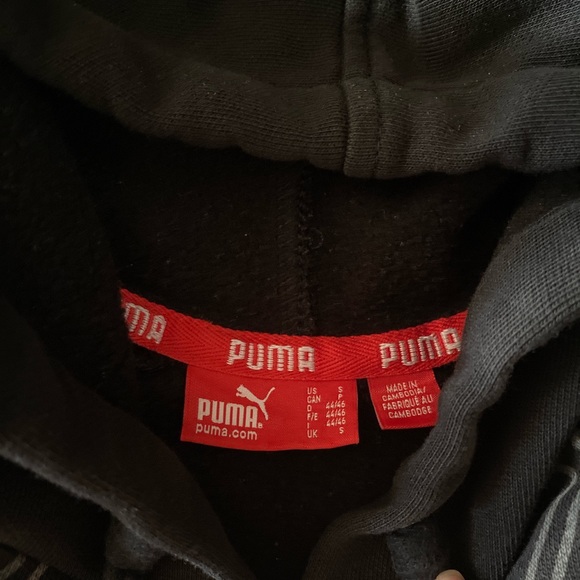 PUMA
PUMA
PUMA
PUMA
puma.com
US S
CAN P
D 44/46
F/E 44/46
I 44/46
UK S
MADE IN
CAMBODIA/
FABRIQUÉ AU
CAMBODGE